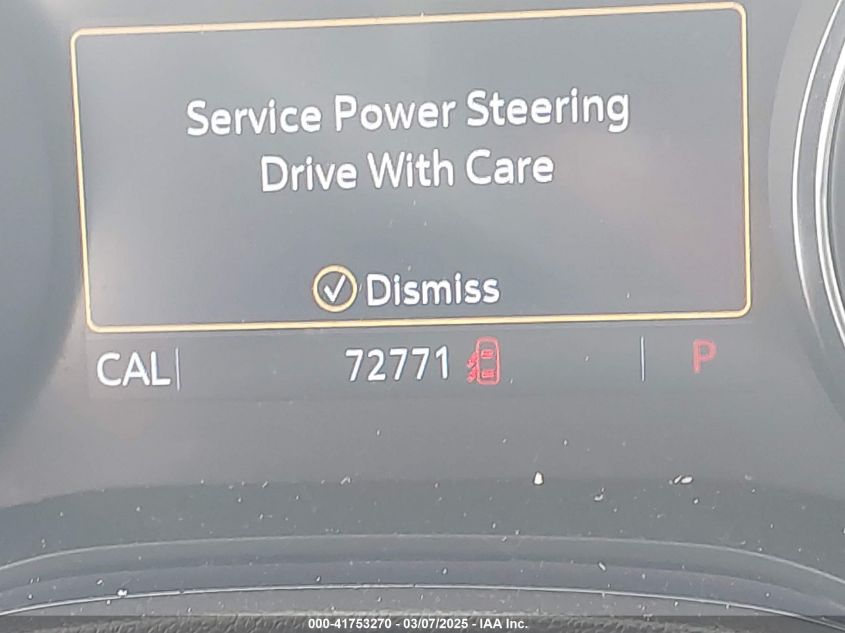 Service Power Steering
Drive With Care
Dismiss
CAL 72771 P
000-41753270 - 03/07/2025 - IAA Inc.